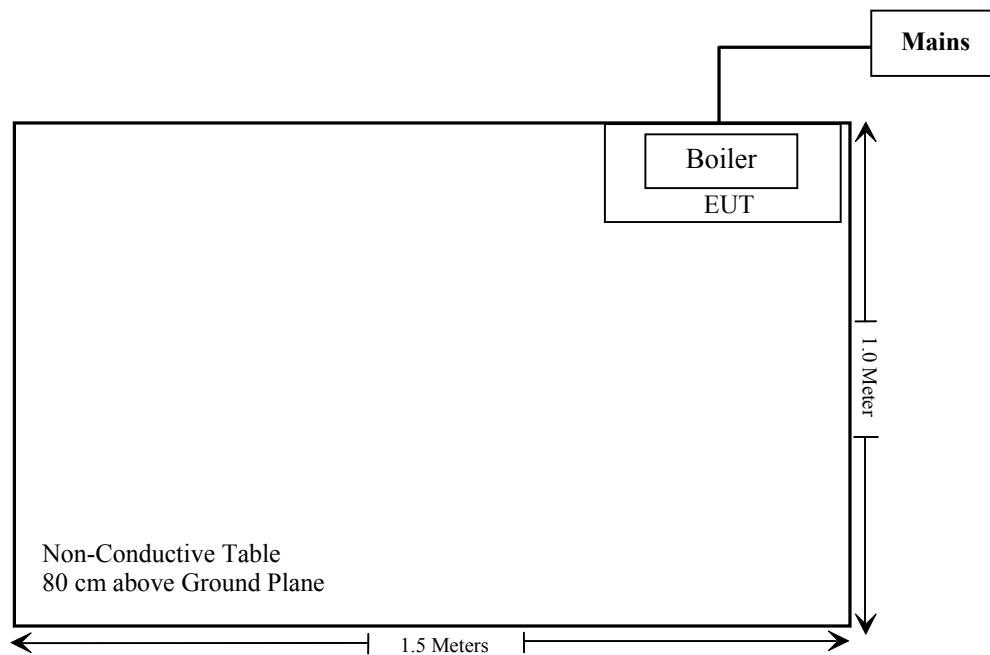 Mains
Boiler
EUT
1.0 Meter
Non-Conductive Table
80 cm above Ground Plane
1.5 Meters